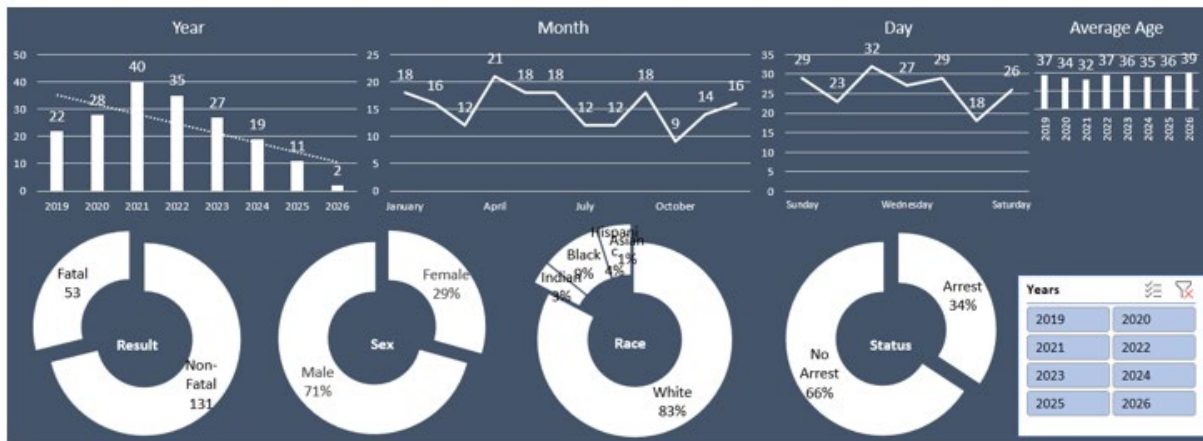 Year
50
40
30
20
10
0
22
28
40
35
27
19
11
2
2019 2020 2021 2022 2023 2024 2025 2026
Month
25
20
15
10
5
0
18
16
12
21
18
18
12
12
18
9
14
16
January April July October
Day
35
30
25
20
15
10
5
0
29
23
32
27
29
18
26
Sunday Wednesday Saturday
Average Age
37 34 32 37 36 35 36 39
2019 2020 2021 2022 2023 2024 2025 2026
Fatal
53
Result
Non-
Fatal
131
Female
29%
Sex
Male
71%
Hispani
c
4%
Asian
1%
Black
9%
Indian
3%
Race
White
83%
Arrest
34%
Status
No
Arrest
66%
Years
2019 2020
2021 2022
2023 2024
2025 2026